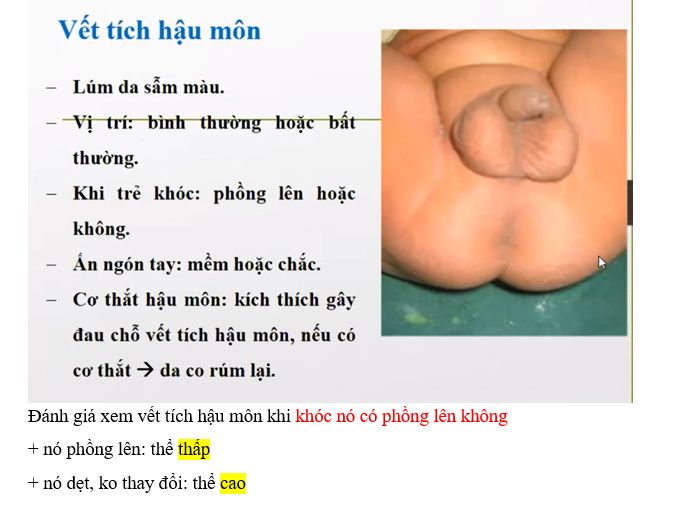 Vết tích hậu môn
– Lúm da sẫm màu.
– Vị trí: bình thường hoặc bất
thường.
– Khi trẻ khóc: phồng lên hoặc
không.
– Ấn ngón tay: mềm hoặc chắc.
– Cơ thắt hậu môn: kích thích gây
đau chỗ vết tích hậu môn, nếu có
cơ thắt → da co rúm lại.
Đánh giá xem vết tích hậu môn khi khóc nó có phồng lên không
+ nó phồng lên: thể thấp
+ nó dẹt, ko thay đổi: thể cao